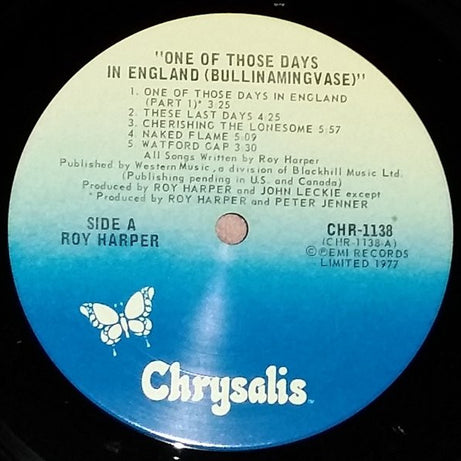 "ONE OF THOSE DAYS
IN ENGLAND (BULLINAMINGVASE)"
1. ONE OF THOSE DAYS IN ENGLAND
(PART 1)* 3:25
2. THESE LAST DAYS 4:25
3. CHERISHING THE LONESOME 5:57
4. NAKED FLAME 5:09
5 WATFORD GAP 3:30
All Songs Written by Roy Harper
Published by Western Music, a division of Blackhill Music Ltd.
(Publishing pending in U.S. and Canada)
Produced by ROY HARPER and JOHN LECKIE except
* Produced by ROY HARPER and PETER JENNER
SIDE A
ROY HARPER
CHR-1138
(CHR-1138-A)
©℗EMI RECORDS
LIMITED 1977
Chrysalis™